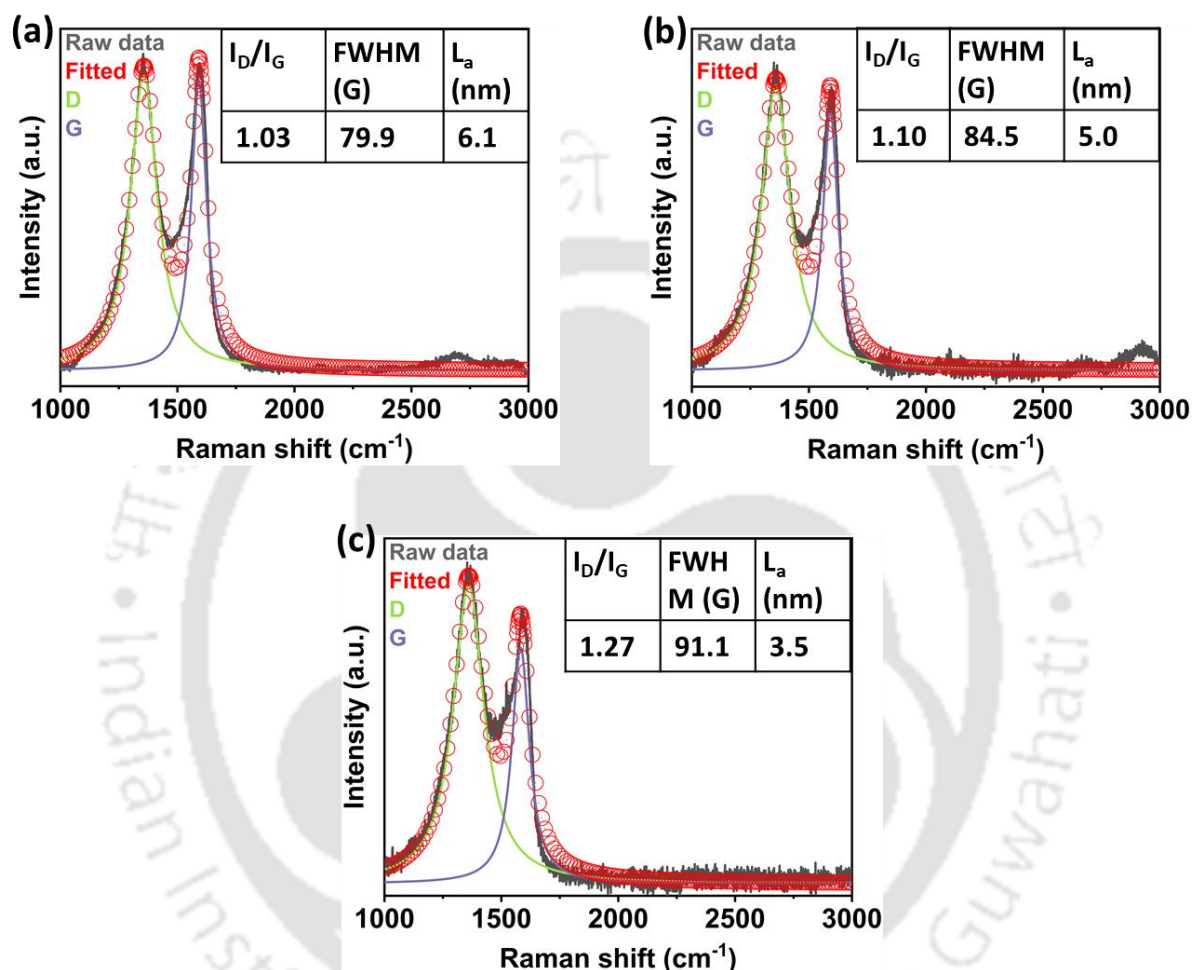 (a)
Raw data
Fitted
D
G
I_D/I_G FWHM (G) L_a (nm)
1.03 79.9 6.1
Intensity (a.u.)
1000 1500 2000 2500 3000
Raman shift (cm⁻¹)
(b)
Raw data
Fitted
D
G
I_D/I_G FWHM (G) L_a (nm)
1.10 84.5 5.0
Intensity (a.u.)
1000 1500 2000 2500 3000
Raman shift (cm⁻¹)
(c)
Raw data
Fitted
D
G
I_D/I_G FWH M (G) L_a (nm)
1.27 91.1 3.5
Intensity (a.u.)
1000 1500 2000 2500 3000
Raman shift (cm⁻¹)
Indian Inst
Guwahati